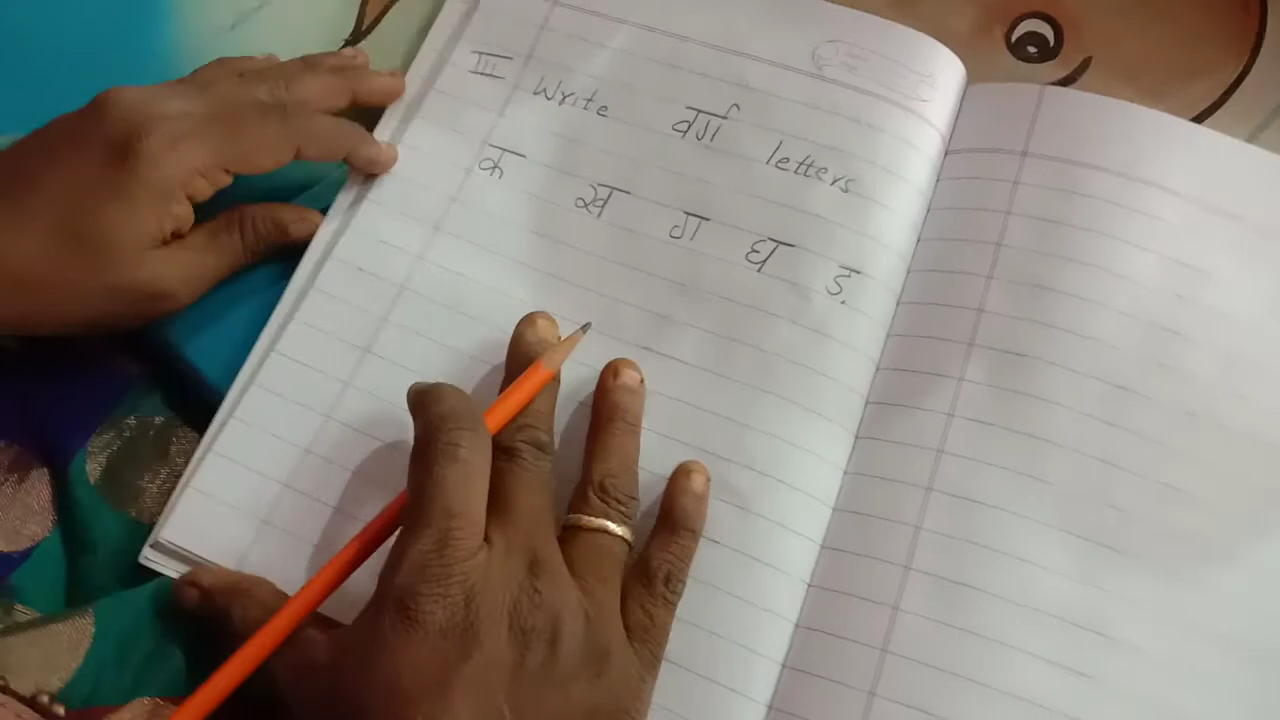 III Write वर्ग letters
क ख ग घ ङ